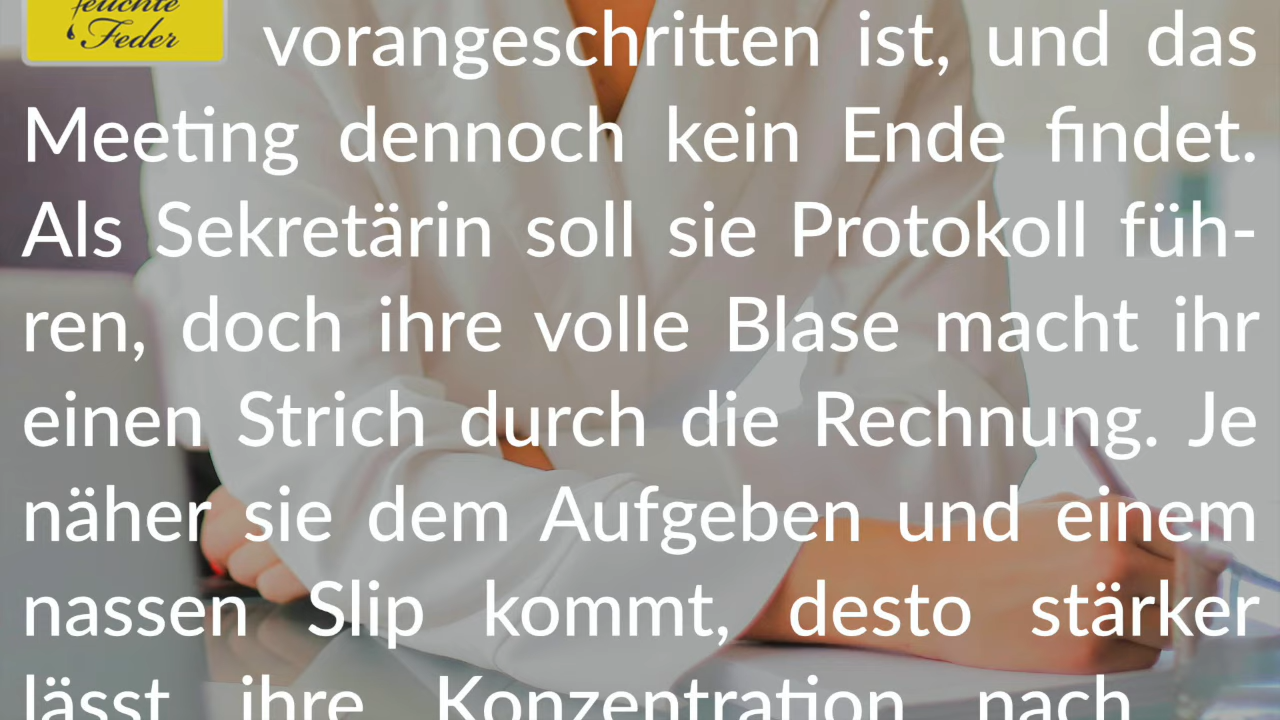 feuchte
Feder
vorangeschritten ist, und das
Meeting dennoch kein Ende findet.
Als Sekretärin soll sie Protokoll füh-
ren, doch ihre volle Blase macht ihr
einen Strich durch die Rechnung. Je
näher sie dem Aufgeben und einem
nassen Slip kommt, desto stärker
lässt ihre Konzentration nach